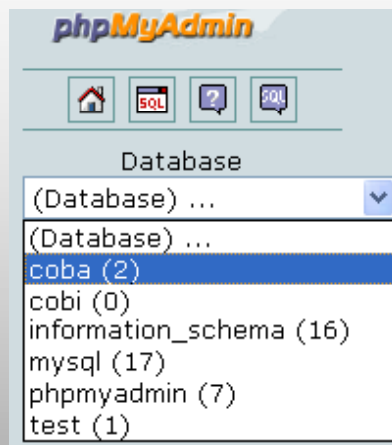 phpMyAdmin
SQL ? SQL
Database
(Database) ...
(Database) ...
coba (2)
cobi (0)
information_schema (16)
mysql (17)
phpmyadmin (7)
test (1)